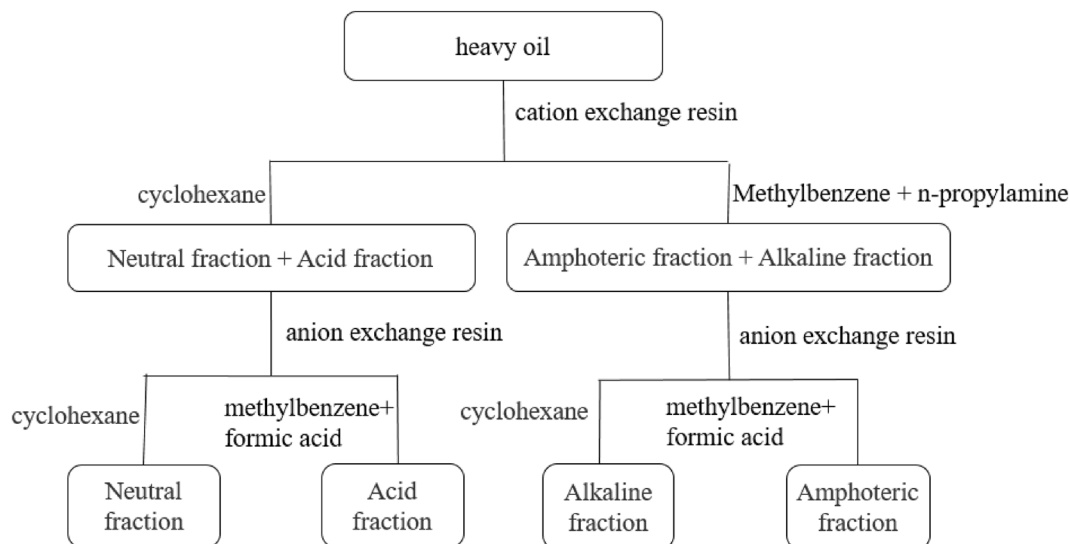 heavy oil
cation exchange resin
cyclohexane
Methylbenzene + n-propylamine
Neutral fraction + Acid fraction
Amphoteric fraction + Alkaline fraction
anion exchange resin
anion exchange resin
cyclohexane
methylbenzene+
formic acid
cyclohexane
methylbenzene+
formic acid
Neutral
fraction
Acid
fraction
Alkaline
fraction
Amphoteric
fraction